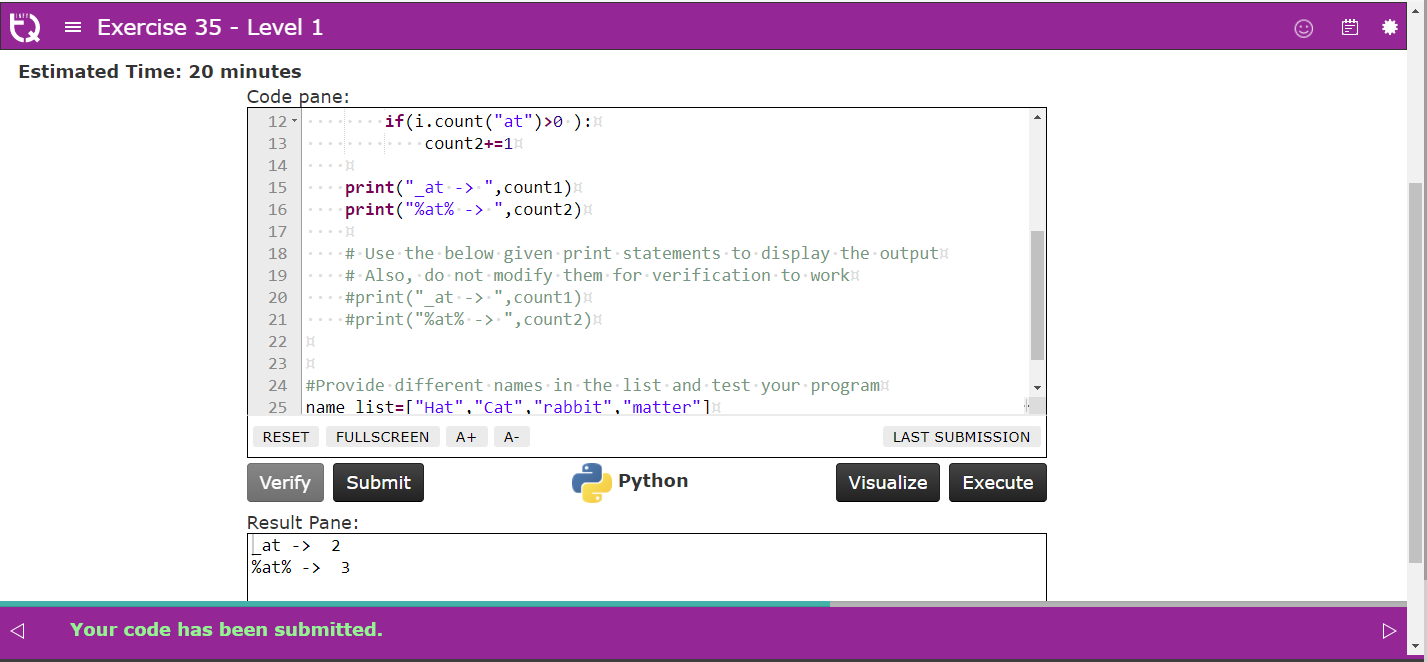 Exercise 35 - Level 1
Estimated Time: 20 minutes
Code pane:
12 if(i.count("at")>0 ):
13 count2+=1
14
15 print("_at -> ",count1)
16 print("%at% -> ",count2)
17
18 # Use the below given print statements to display the output
19 # Also, do not modify them for verification to work
20 #print("_at -> ",count1)
21 #print("%at% -> ",count2)
22
23
24 #Provide different names in the list and test your program
25 name_list=["Hat","Cat","rabbit","matter"]
RESET FULLSCREEN A+ A- LAST SUBMISSION
Verify Submit Python Visualize Execute
Result Pane:
_at ->  2
%at% ->  3
Your code has been submitted.